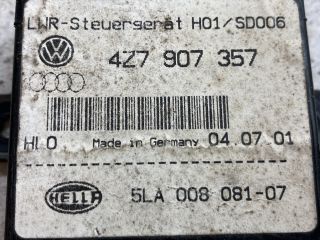 LWR-Steuergerät H01/SD006
4Z7 907 357
HL0 Made in Germany 04.07.01
HELLA 5LA 008 081-07